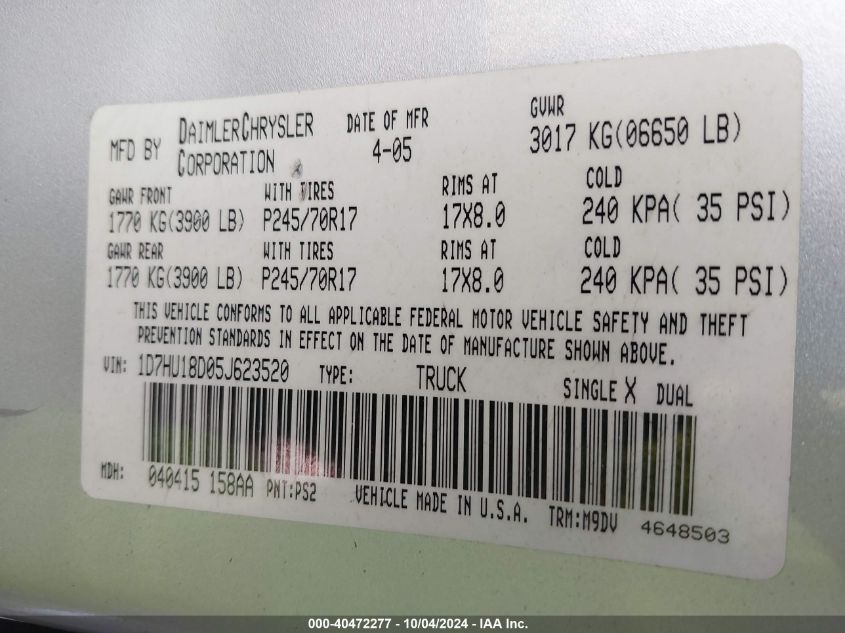 MFD BY DAIMLERCHRYSLER CORPORATION DATE OF MFR 4-05 GVWR 3017 KG(06650 LB)
GAWR FRONT WITH TIRES RIMS AT COLD
1770 KG(3900 LB) P245/70R17 17X8.0 240 KPA( 35 PSI)
GAWR REAR WITH TIRES RIMS AT COLD
1770 KG(3900 LB) P245/70R17 17X8.0 240 KPA( 35 PSI)
THIS VEHICLE CONFORMS TO ALL APPLICABLE FEDERAL MOTOR VEHICLE SAFETY AND THEFT
PREVENTION STANDARDS IN EFFECT ON THE DATE OF MANUFACTURE SHOWN ABOVE.
VIN: 1D7HU18D05J623520 TYPE: TRUCK SINGLE X DUAL
MDH: 040415 158AA PNT:PS2 VEHICLE MADE IN U.S.A. TRM:M9DV 4648503
000-40472277 - 10/04/2024 - IAA Inc.